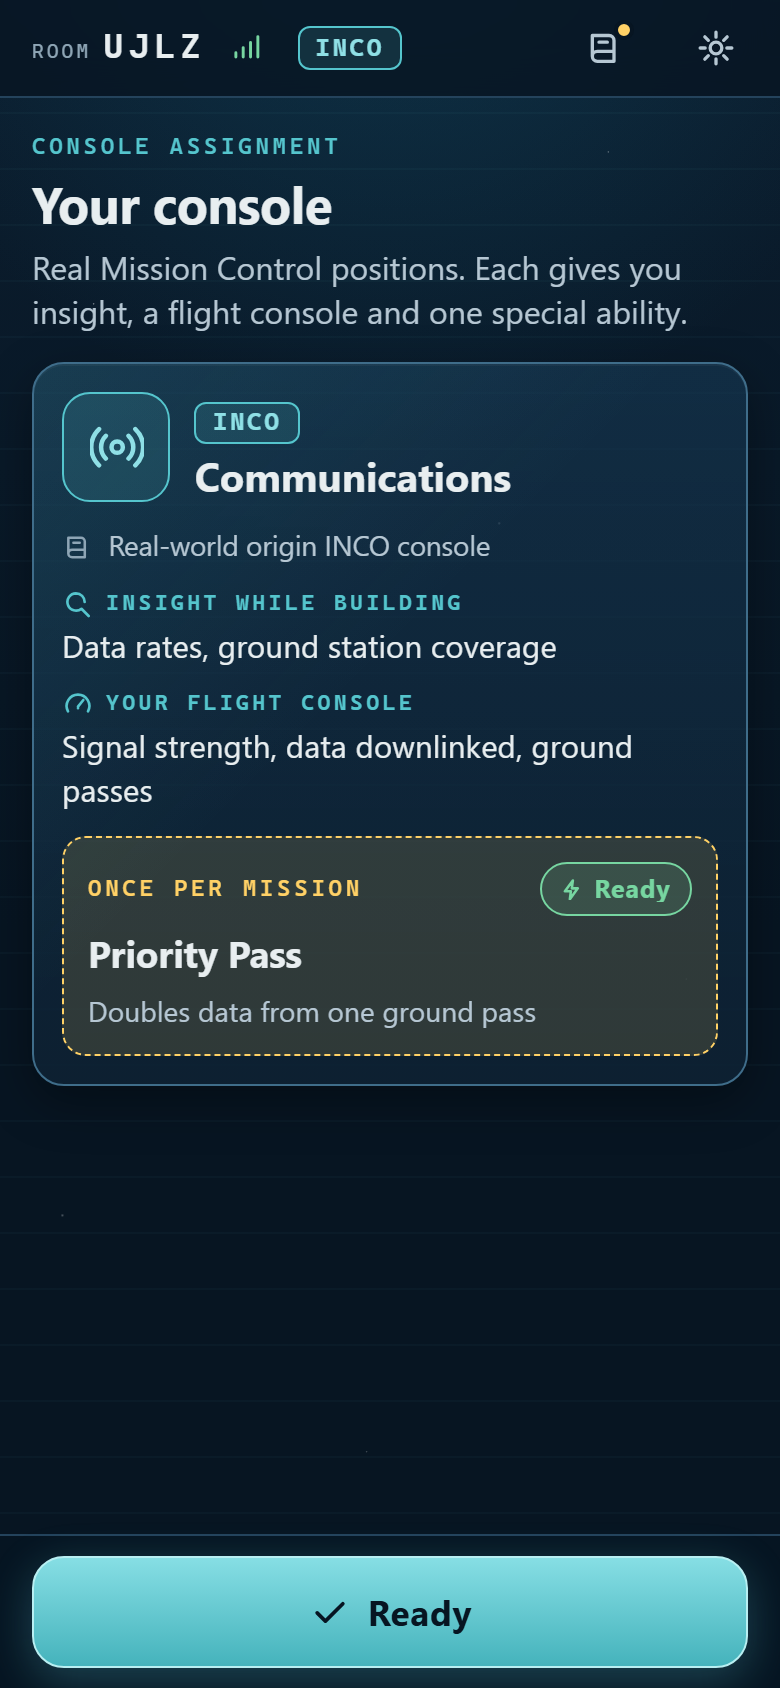 ROOM UJLZ INCO
CONSOLE ASSIGNMENT
Your console
Real Mission Control positions. Each gives you
insight, a flight console and one special ability.
INCO
Communications
Real-world origin INCO console
INSIGHT WHILE BUILDING
Data rates, ground station coverage
YOUR FLIGHT CONSOLE
Signal strength, data downlinked, ground
passes
ONCE PER MISSION
Ready
Priority Pass
Doubles data from one ground pass
Ready